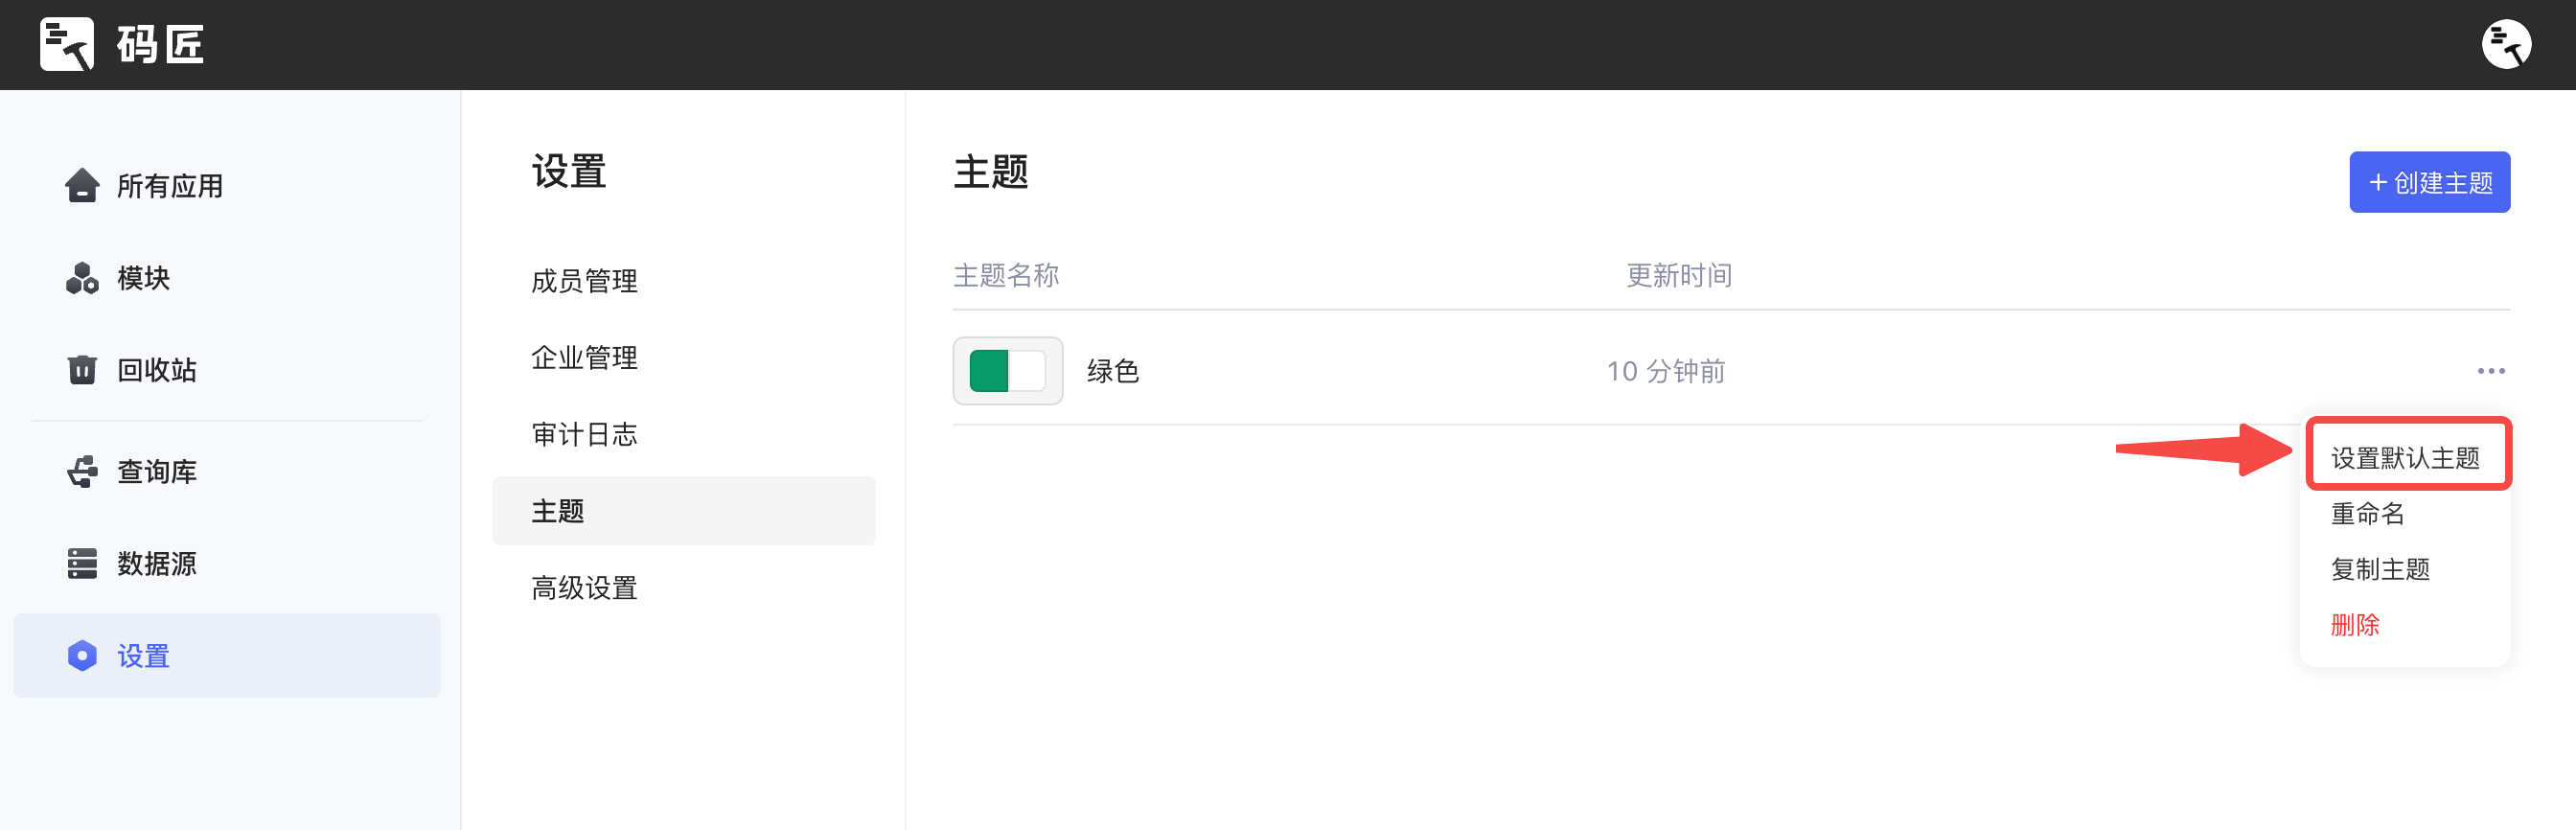 码匠
所有应用
模块
回收站
查询库
数据源
设置
设置
成员管理
企业管理
审计日志
主题
高级设置
主题
+ 创建主题
主题名称
更新时间
绿色
10 分钟前
设置默认主题
重命名
复制主题
删除